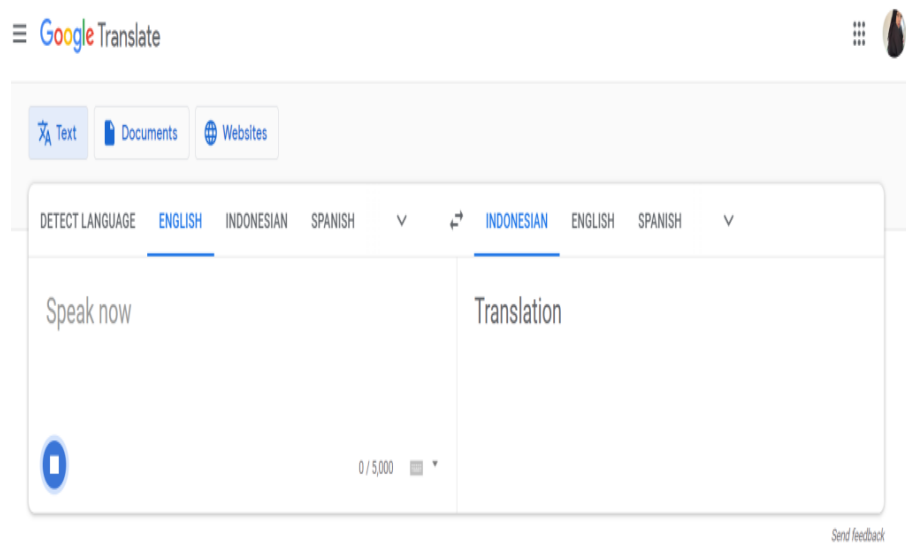 Google Translate
Text Documents Websites
DETECT LANGUAGE ENGLISH INDONESIAN SPANISH INDONESIAN ENGLISH SPANISH
Speak now Translation
0 / 5,000
Send feedback